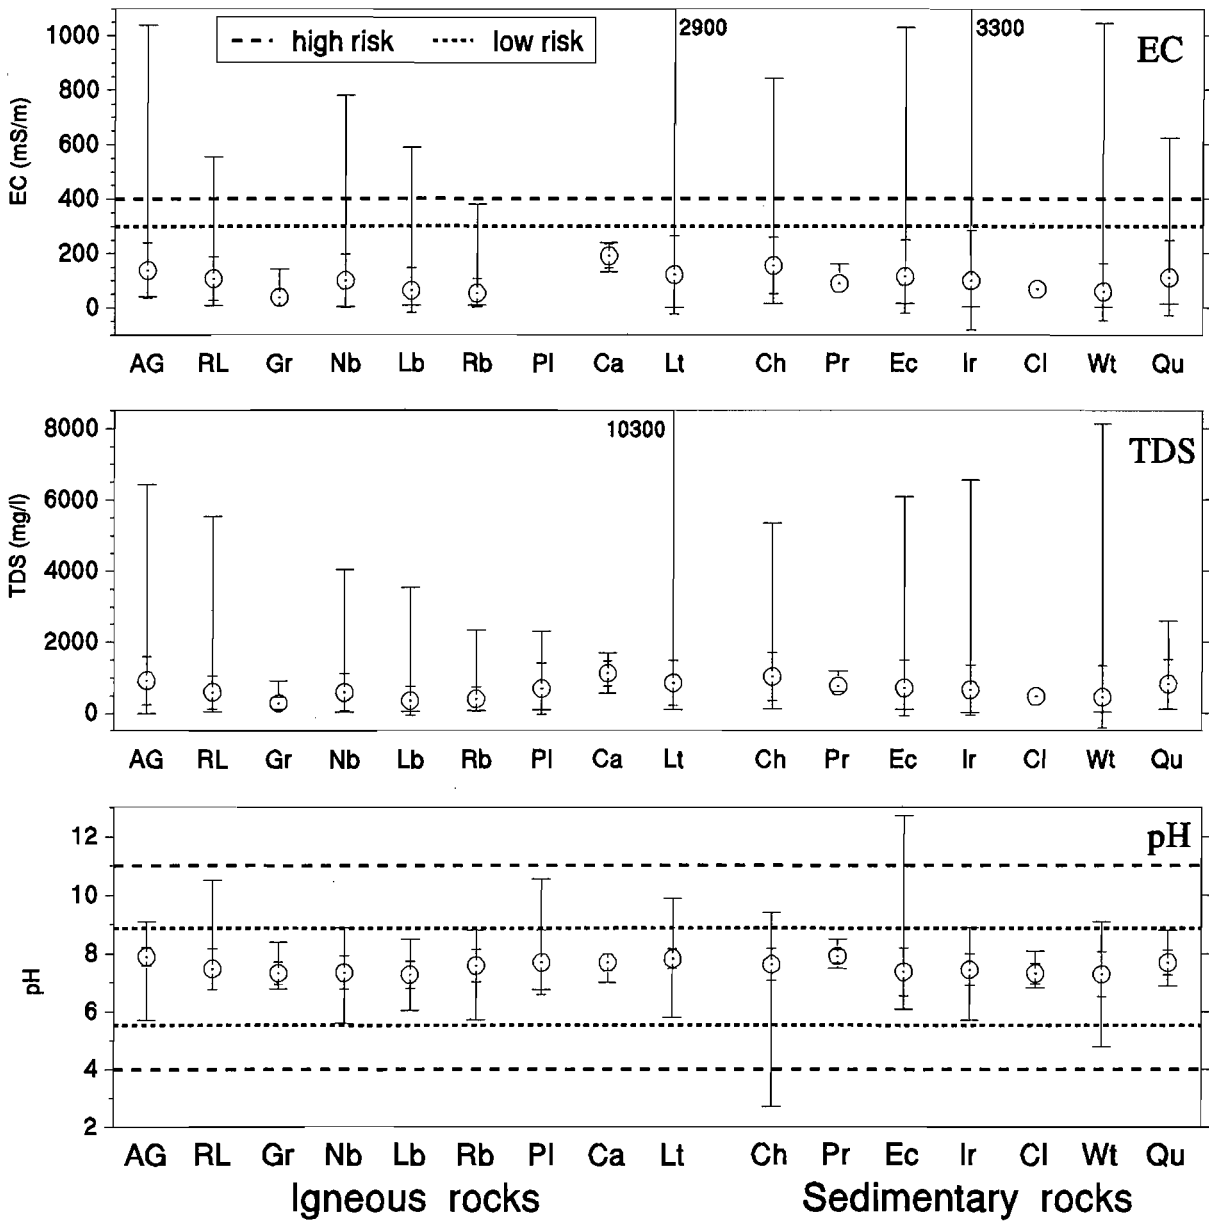 1000
800
600
400
200
0
EC (mS/m)
high risk low risk
2900
3300
EC
AG RL Gr Nb Lb Rb Pl Ca Lt Ch Pr Ec Ir Cl Wt Qu
8000
6000
4000
2000
0
TDS (mg/l)
10300
TDS
AG RL Gr Nb Lb Rb Pl Ca Lt Ch Pr Ec Ir Cl Wt Qu
12
10
8
6
4
2
pH
pH
AG RL Gr Nb Lb Rb Pl Ca Lt Ch Pr Ec Ir Cl Wt Qu
Igneous rocks Sedimentary rocks